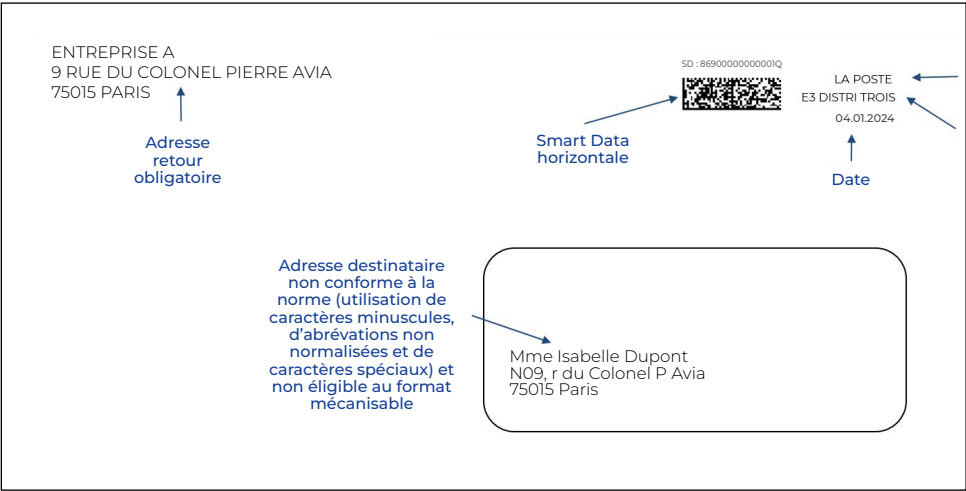 ENTREPRISE A
9 RUE DU COLONEL PIERRE AVIA
75015 PARIS
Adresse
retour
obligatoire
SD : 86900000000001Q
Smart Data
horizontale
LA POSTE
E3 DISTRI TROIS
04.01.2024
Date
Adresse destinataire
non conforme à la
norme (utilisation de
caractères minuscules,
d'abrévations non
normalisées et de
caractères spéciaux) et
non éligible au format
mécanisable
Mme Isabelle Dupont
N09, r du Colonel P Avia
75015 Paris